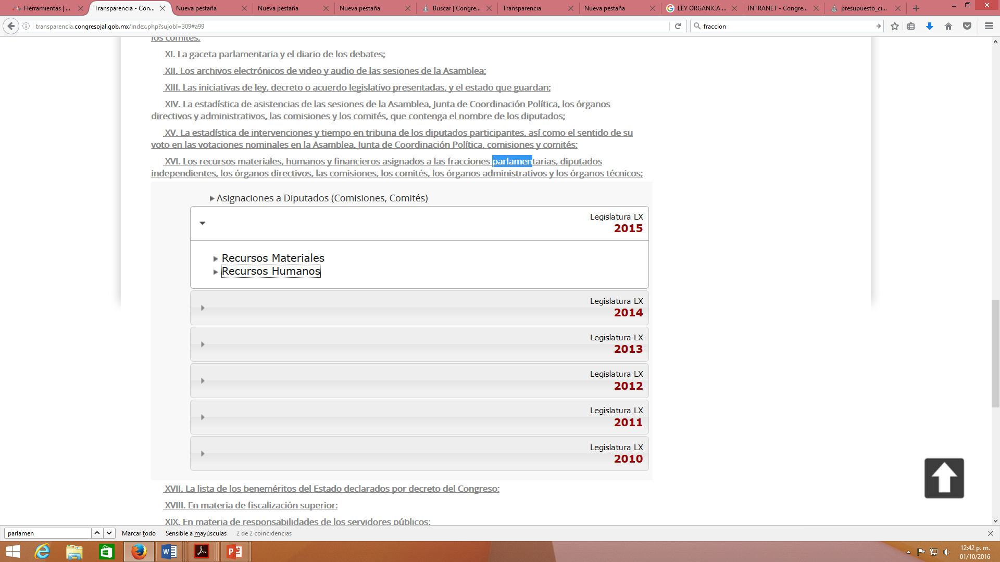 Herramientas | ...
Transparencia - Con...
Nueva pestaña
Nueva pestaña
Nueva pestaña
Buscar | Congre...
Transparencia
Nueva pestaña
LEY ORGANICA ...
INTRANET - Congre...
presupuesto_ci...
transparencia.congresojal.gob.mx/index.php?sujobl=309#a99
fraccion
los comités;
XI. La gaceta parlamentaria y el diario de los debates;
XII. Los archivos electrónicos de video y audio de las sesiones de la Asamblea;
XIII. Las iniciativas de ley, decreto o acuerdo legislativo presentadas, y el estado que guardan;
XIV. La estadística de asistencias de las sesiones de la Asamblea, Junta de Coordinación Política, los órganos
directivos y administrativos, las comisiones y los comités, que contenga el nombre de los diputados;
XV. La estadística de intervenciones y tiempo en tribuna de los diputados participantes, así como el sentido de su
voto en las votaciones nominales en la Asamblea, Junta de Coordinación Política, comisiones y comités;
XVI. Los recursos materiales, humanos y financieros asignados a las fracciones parlamentarias, diputados
independientes, los órganos directivos, las comisiones, los comités, los órganos administrativos y los órganos técnicos;
Asignaciones a Diputados (Comisiones, Comités)
Legislatura LX
2015
Recursos Materiales
Recursos Humanos
Legislatura LX
2014
Legislatura LX
2013
Legislatura LX
2012
Legislatura LX
2011
Legislatura LX
2010
XVII. La lista de los beneméritos del Estado declarados por decreto del Congreso;
XVIII. En materia de fiscalización superior:
XIX. En materia de responsabilidades de los servidores públicos:
parlamen
Marcar todo
Sensible a mayúsculas
2 de 2 coincidencias
12:42 p. m.
01/10/2016